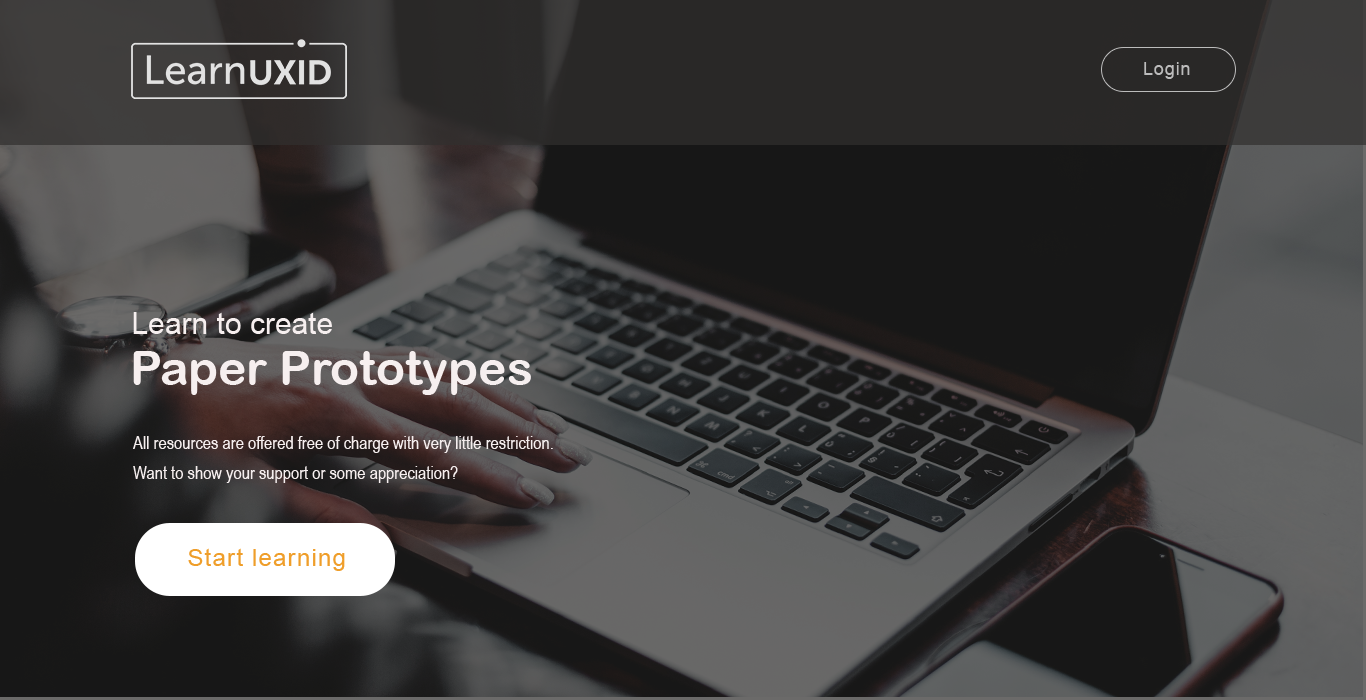 LearnUXiD
Login
Learn to create
Paper Prototypes
All resources are offered free of charge with very little restriction.
Want to show your support or some appreciation?
Start learning